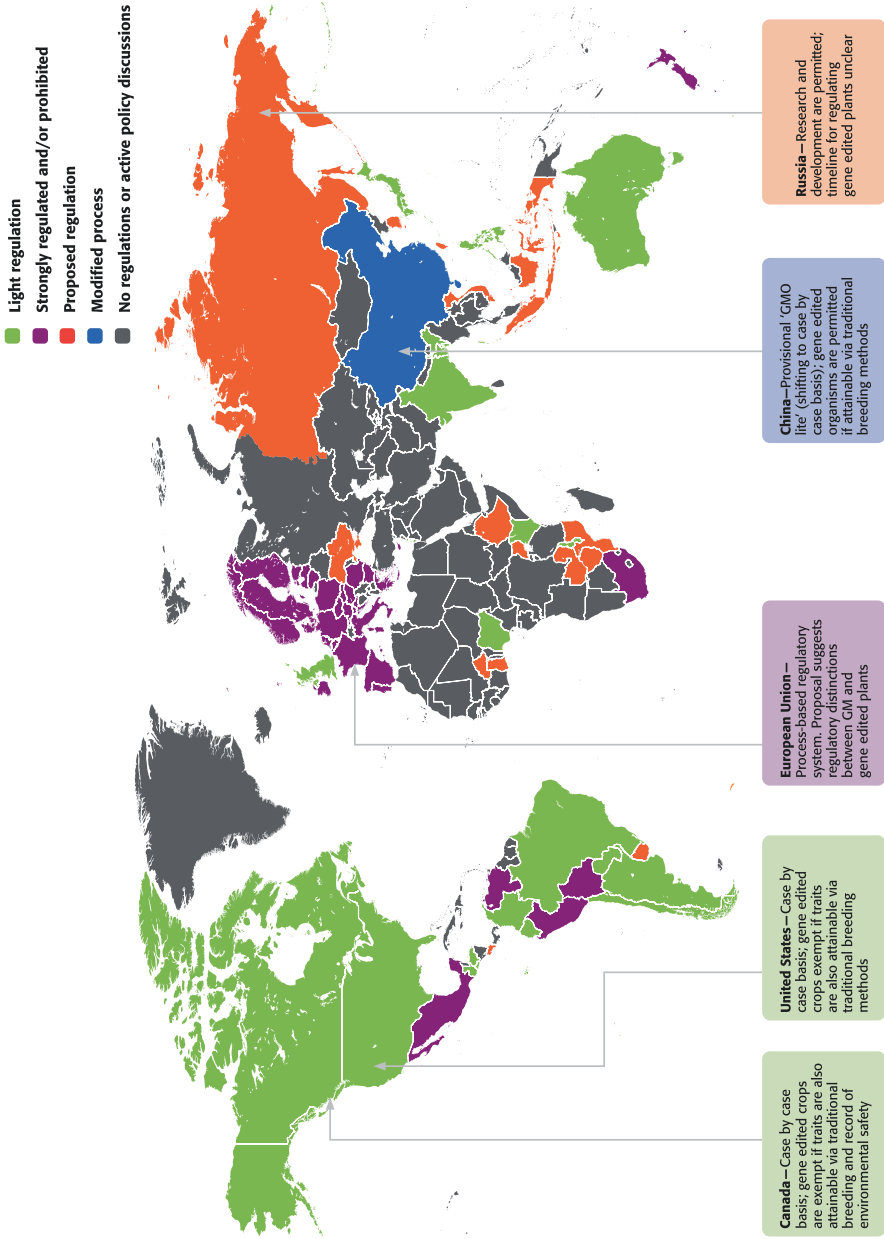 Light regulation
Strongly regulated and/or prohibited
Proposed regulation
Modified process
No regulations or active policy discussions
Canada—Case by case
basis; gene edited crops
are exempt if traits are also
attainable via traditional
breeding and record of
environmental safety
United States—Case by
case basis; gene edited
crops exempt if traits
are also attainable via
traditional breeding
methods
European Union—
Process-based regulatory
system. Proposal suggests
regulatory distinctions
between GM and
gene edited plants
China—Provisional ‘GMO
lite’ (shifting to case by
case basis); gene edited
organisms are permitted
if attainable via traditional
breeding methods
Russia—Research and
development are permitted;
timeline for regulating
gene edited plants unclear